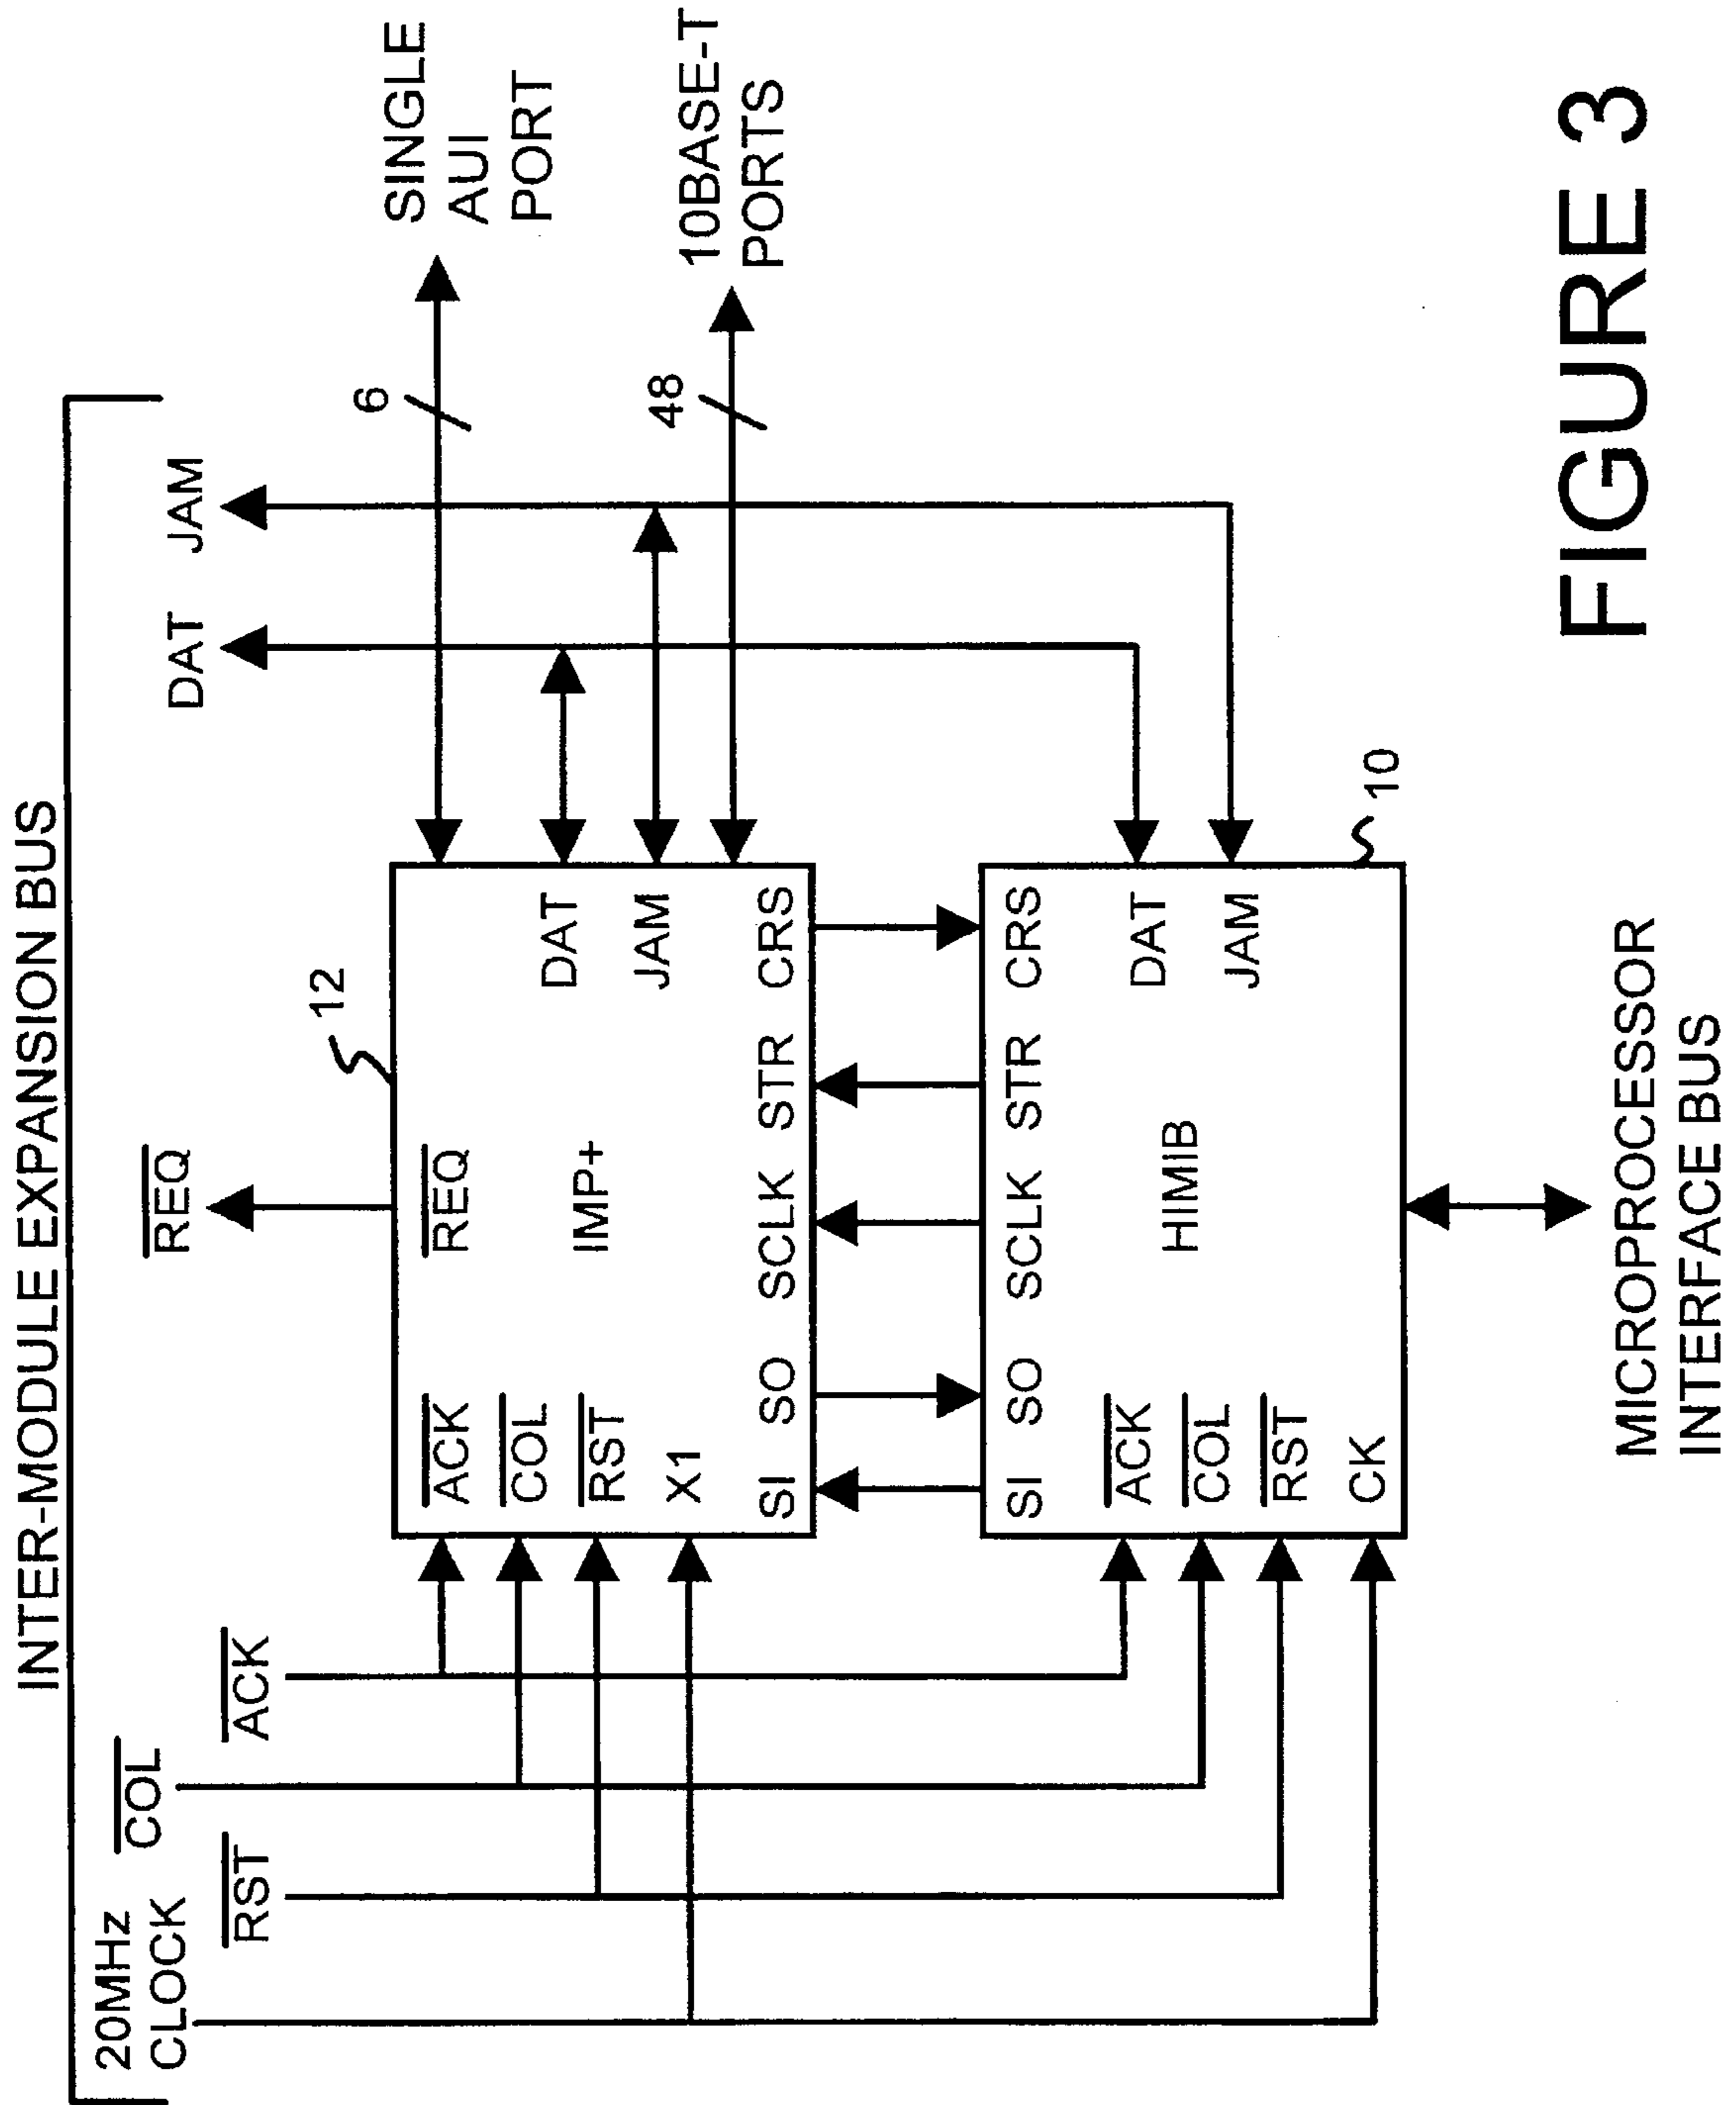 INTER-MODULE EXPANSION BUS
20MHz
CLOCK
RST
COL
ACK
REQ
DAT
JAM
12
ACK
COL
RST
X1
REQ
IMP+
DAT
JAM
SI SO SCLK STR CRS
6
SINGLE
AUI
PORT
48
10BASE-T
PORTS
SI SO SCLK STR CRS
ACK
COL
RST
CK
HIMIB
DAT
JAM
10
MICROPROCESSOR
INTERFACE BUS
FIGURE 3